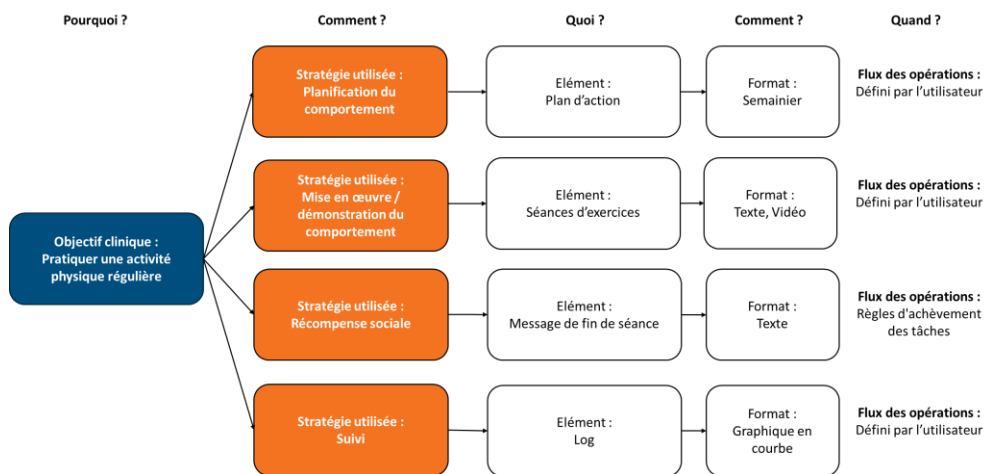 Pourquoi ?
Comment ?
Quoi ?
Comment ?
Quand ?
Objectif clinique :
Pratiquer une activité
physique régulière
Stratégie utilisée :
Planification du
comportement
Elément :
Plan d’action
Format :
Semainier
Flux des opérations :
Défini par l’utilisateur
Stratégie utilisée :
Mise en œuvre /
démonstration du
comportement
Elément :
Séances d’exercices
Format :
Texte, Vidéo
Flux des opérations :
Défini par l’utilisateur
Stratégie utilisée :
Récompense sociale
Elément :
Message de fin de séance
Format :
Texte
Flux des opérations :
Règles d'achèvement
des tâches
Stratégie utilisée :
Suivi
Elément :
Log
Format :
Graphique en
courbe
Flux des opérations :
Défini par l’utilisateur